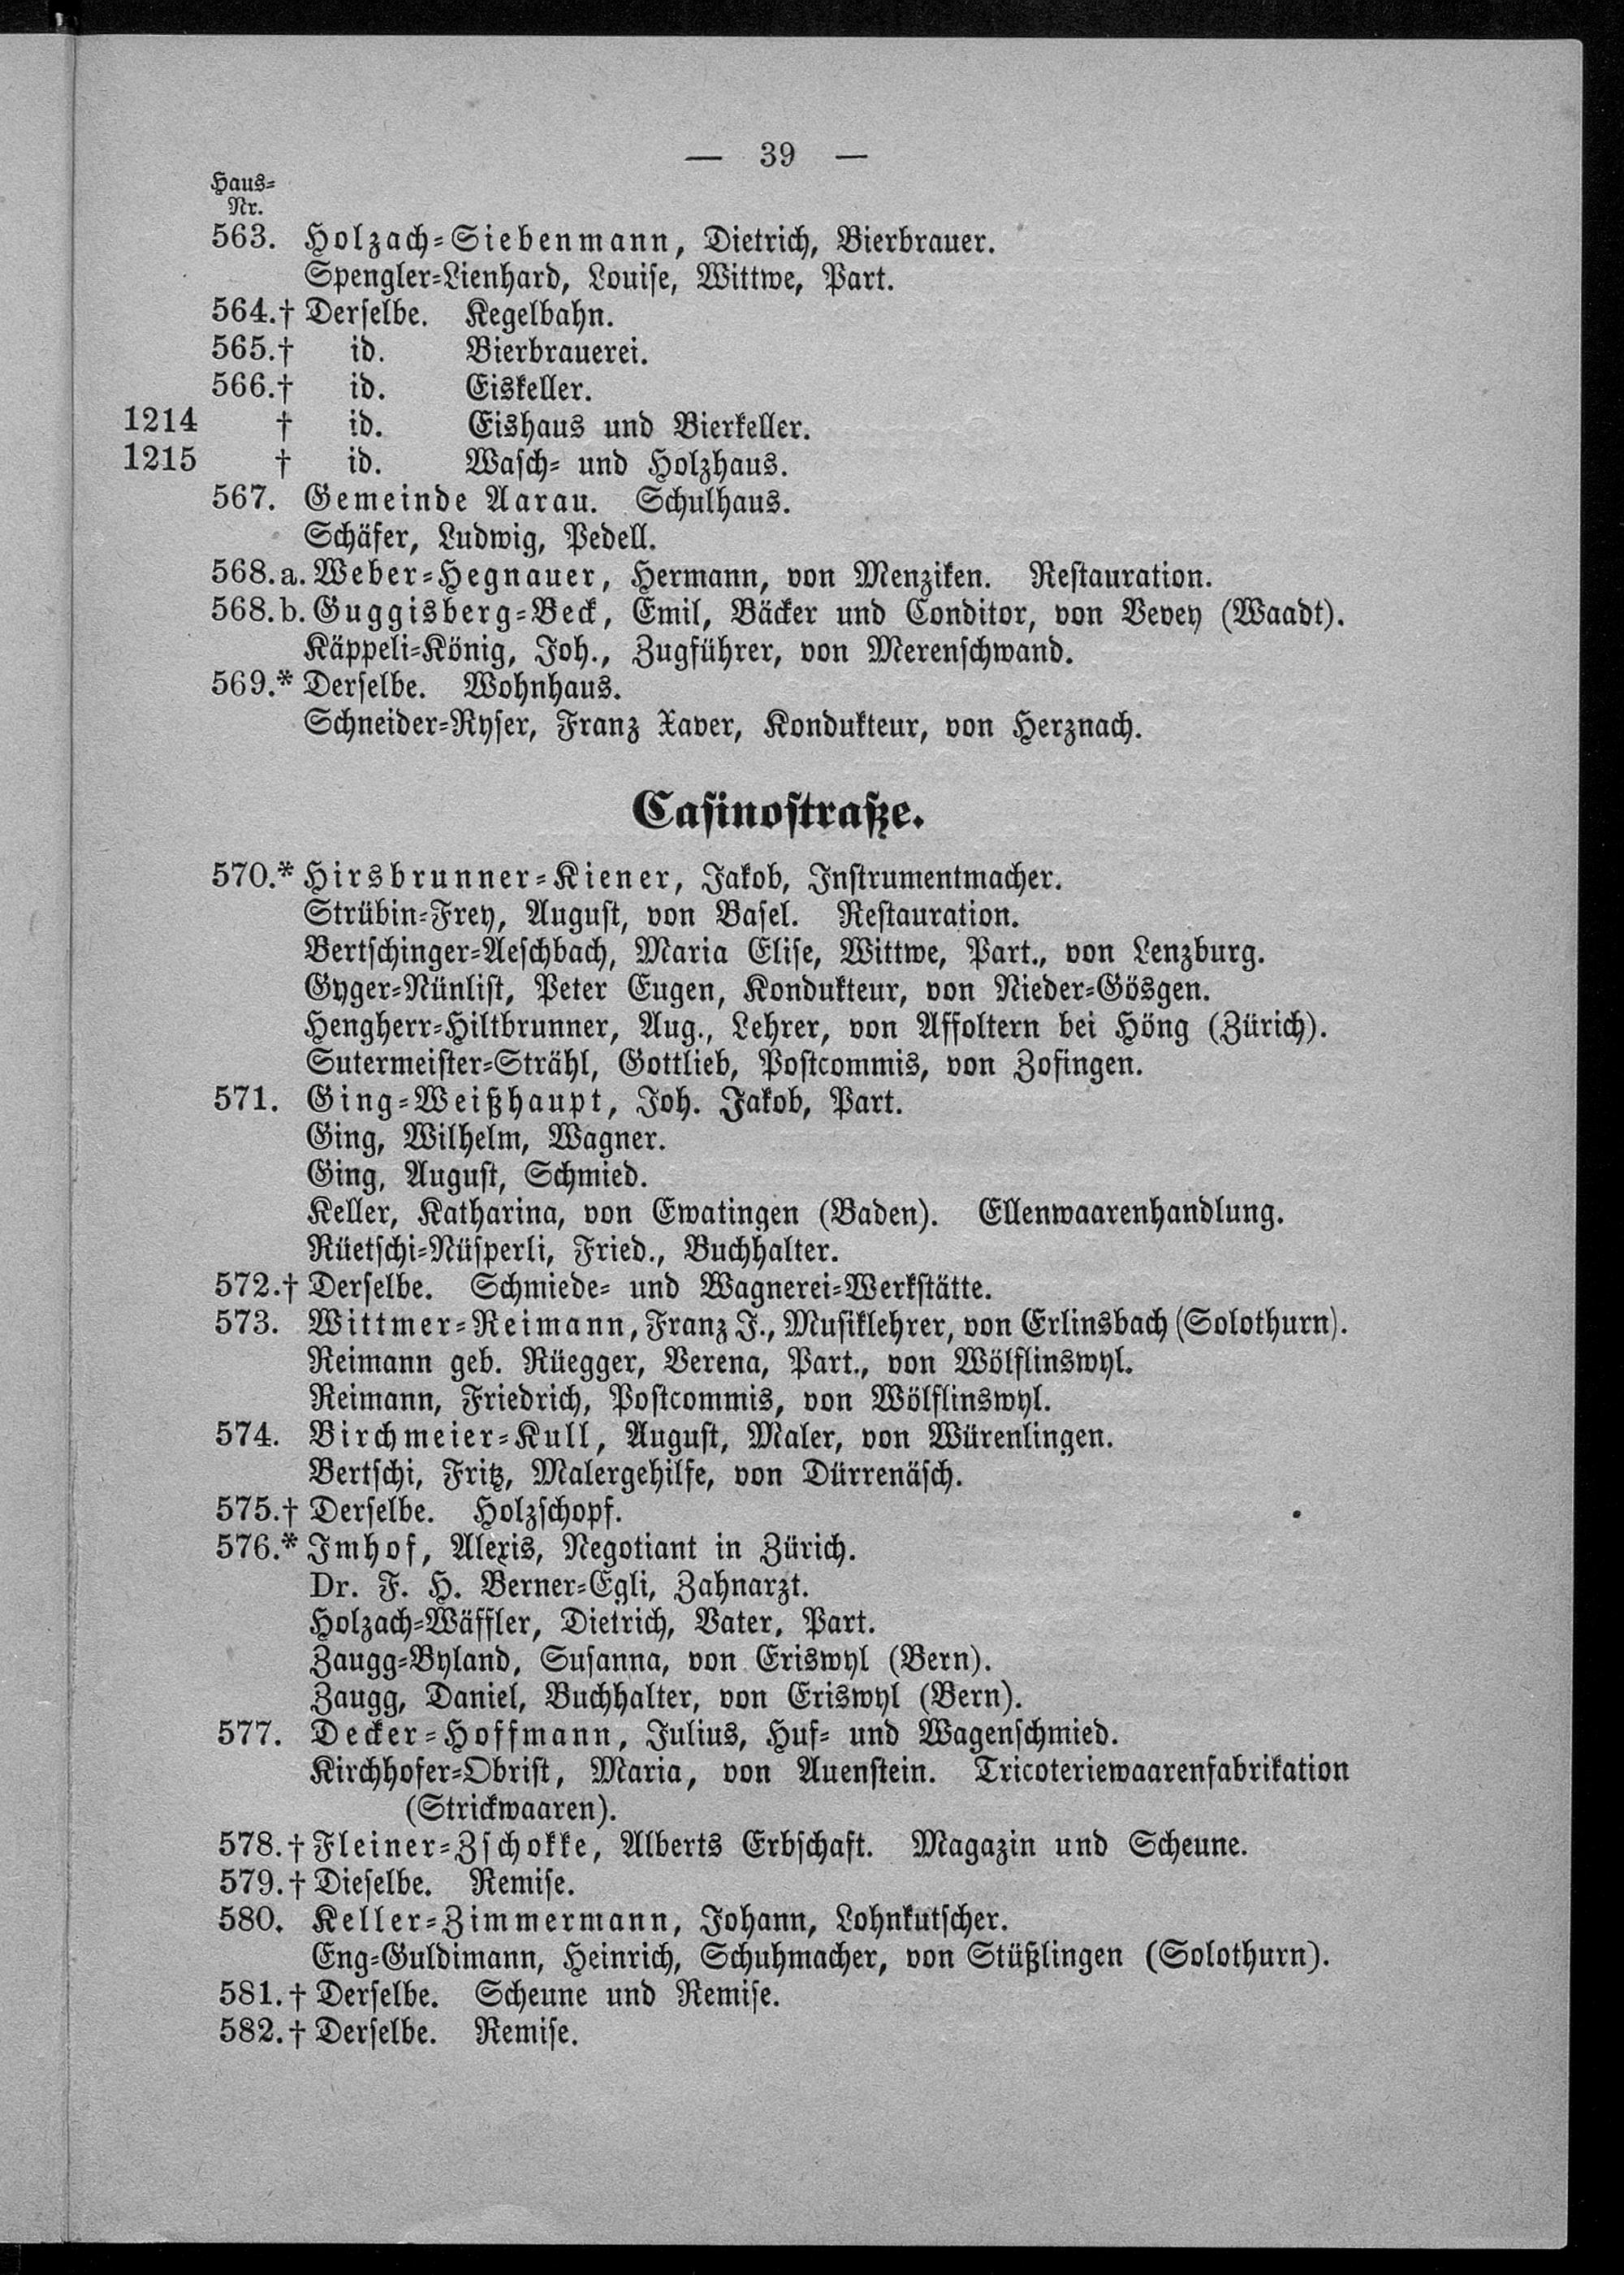 — 39 —
Haus-
Nr.
563. Holzach-Siebenmann, Dietrich, Bierbrauer.
Spengler-Lienhard, Louise, Wittwe, Part.
564.† Derselbe. Kegelbahn.
565.† id. Bierbrauerei.
566.† id. Eiskeller.
1214 † id. Eishaus und Bierkeller.
1215 † id. Wasch- und Holzhaus.
567. Gemeinde Aarau. Schulhaus.
Schäfer, Ludwig, Pedell.
568.a. Weber-Hegnauer, Hermann, von Menziken. Restauration.
568.b. Guggisberg-Beck, Emil, Bäcker und Conditor, von Vevey (Waadt).
Käppeli-König, Joh., Zugführer, von Merenschwand.
569.* Derselbe. Wohnhaus.
Schneider-Ryser, Franz Xaver, Kondukteur, von Herznach.
Casinostraße.
570.* Hirsbrunner-Kiener, Jakob, Instrumentmacher.
Strübin-Frey, August, von Basel. Restauration.
Bertschinger-Aeschbach, Maria Elise, Wittwe, Part., von Lenzburg.
Gyger-Nünlist, Peter Eugen, Kondukteur, von Nieder-Gösgen.
Hengherr-Hiltbrunner, Aug., Lehrer, von Affoltern bei Höng (Zürich).
Sutermeister-Strähl, Gottlieb, Postcommis, von Zofingen.
571. Ging-Weißhaupt, Joh. Jakob, Part.
Ging, Wilhelm, Wagner.
Ging, August, Schmied.
Keller, Katharina, von Ewatingen (Baden). Ellenwaarenhandlung.
Rüetschi-Nüsperli, Fried., Buchhalter.
572.† Derselbe. Schmiede- und Wagnerei-Werkstätte.
573. Wittmer-Reimann, Franz J., Musiklehrer, von Erlinsbach (Solothurn).
Reimann geb. Rüegger, Verena, Part., von Wölflinswyl.
Reimann, Friedrich, Postcommis, von Wölflinswyl.
574. Birchmeier-Kull, August, Maler, von Würenlingen.
Bertschi, Fritz, Malergehilfe, von Dürrenäsch.
575.† Derselbe. Holzschopf.
576.* Imhof, Alexis, Negotiant in Zürich.
Dr. F. H. Berner-Egli, Zahnarzt.
Holzach-Wäffler, Dietrich, Vater, Part.
Zaugg-Byland, Susanna, von Eriswyl (Bern).
Zaugg, Daniel, Buchhalter, von Eriswyl (Bern).
577. Decker-Hoffmann, Julius, Huf- und Wagenschmied.
Kirchhofer-Obrist, Maria, von Auenstein. Tricoteriewaarenfabrikation
(Strickwaaren).
578.† Fleiner-Zschokke, Alberts Erbschaft. Magazin und Scheune.
579.† Dieselbe. Remise.
580. Keller-Zimmermann, Johann, Lohnkutscher.
Eng-Guldimann, Heinrich, Schuhmacher, von Stüßlingen (Solothurn).
581.† Derselbe. Scheune und Remise.
582.† Derselbe. Remise.